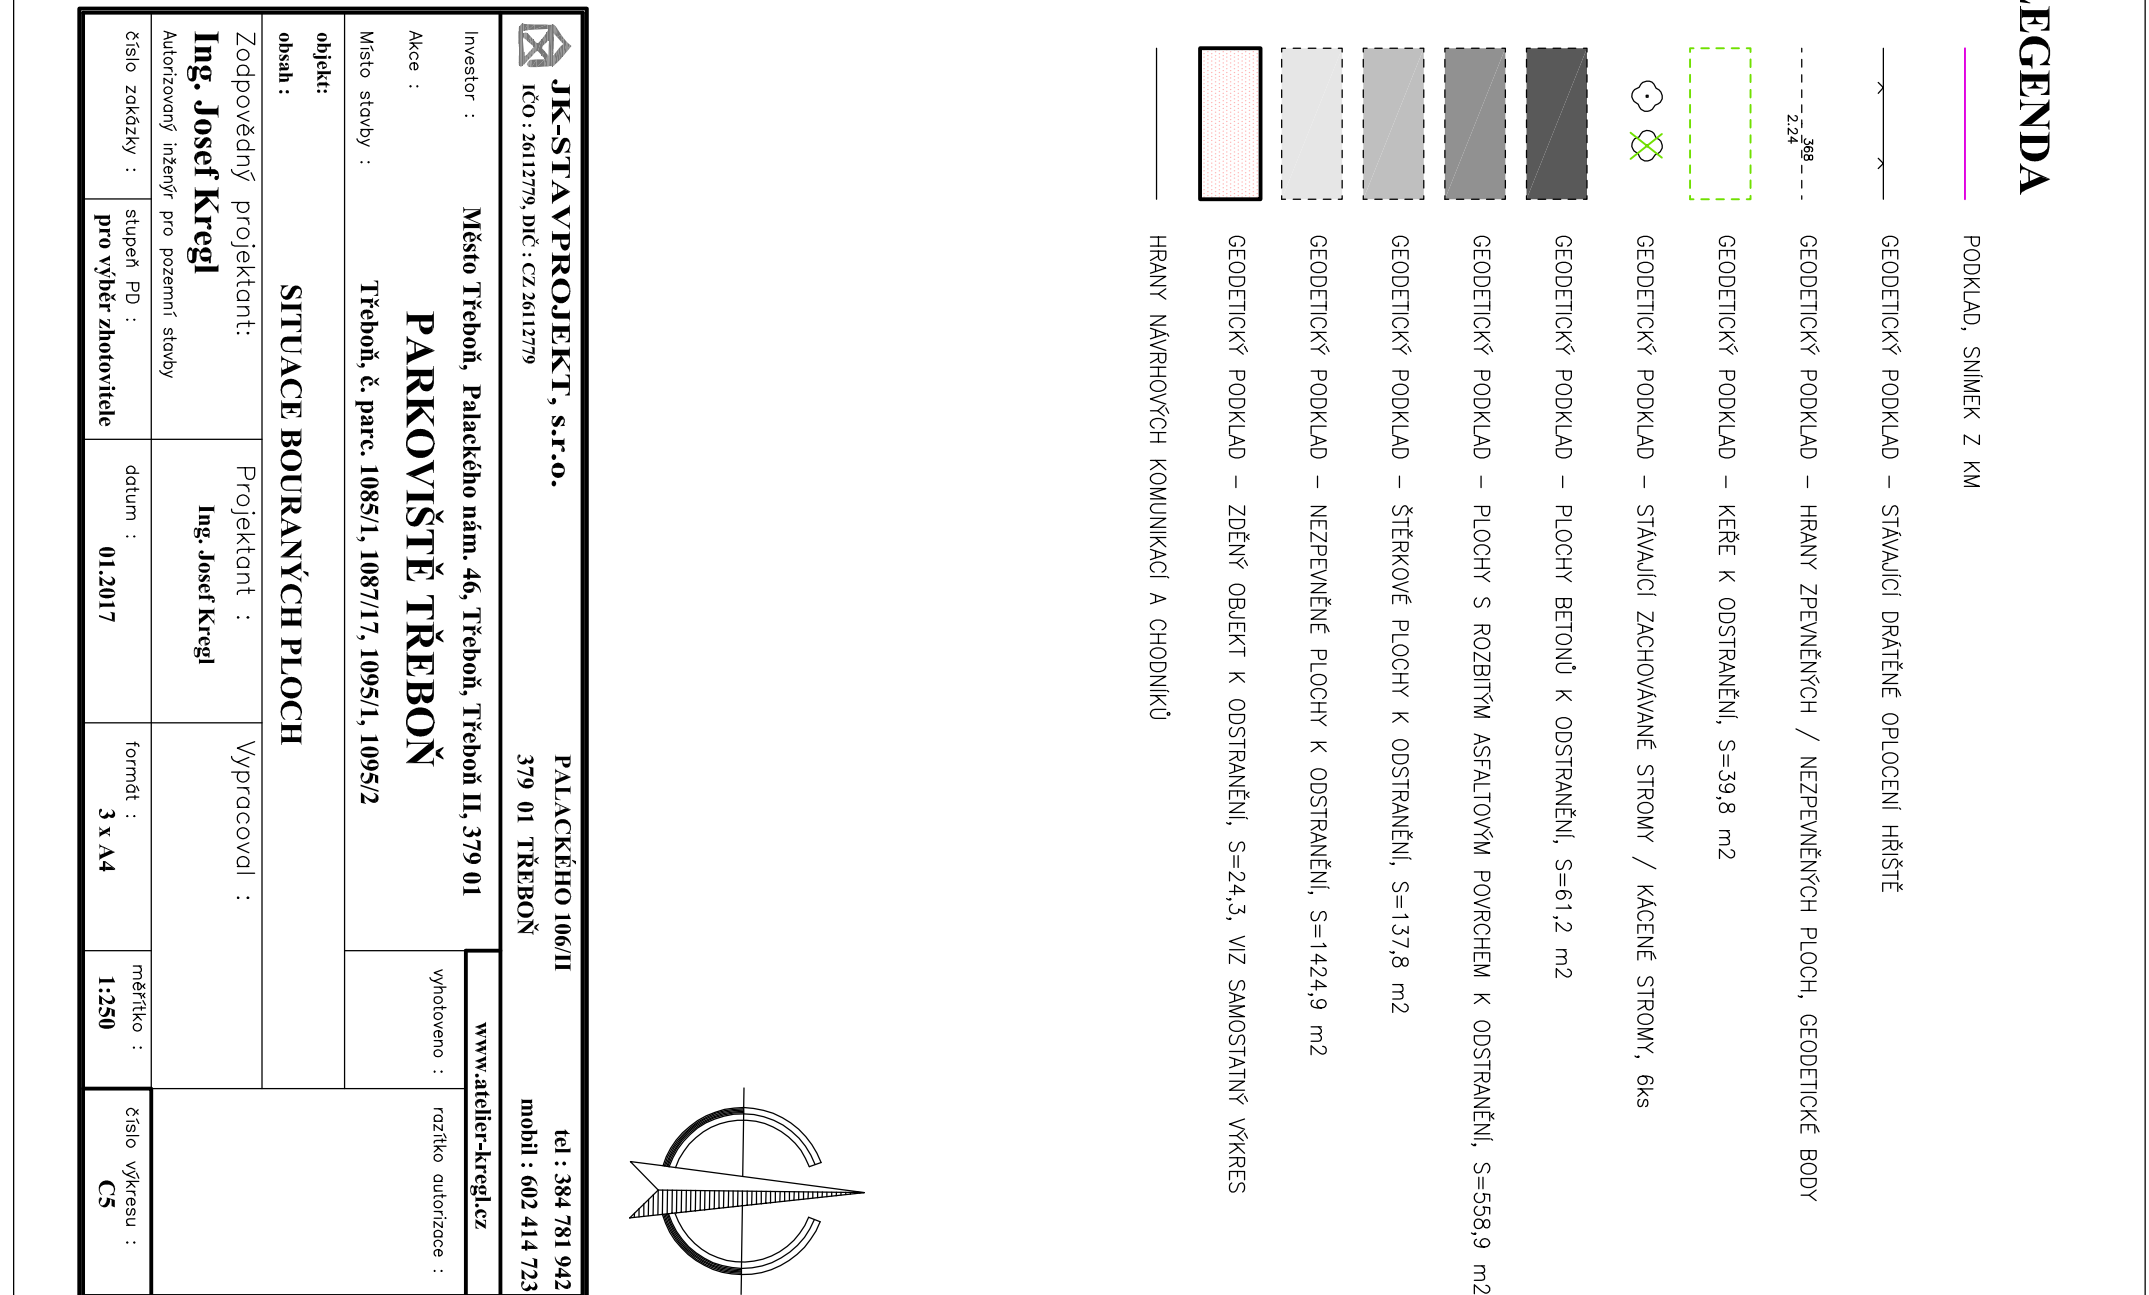 EGENDA
PODKLAD, SNÍMEK Z KM
GEODETICKÝ PODKLAD – STÁVAJÍCÍ DRÁTĚNÉ OPLOCENÍ HŘIŠTĚ
368
2.24
GEODETICKÝ PODKLAD – HRANY ZPEVNĚNÝCH / NEZPEVNĚNÝCH PLOCH, GEODETICKÉ BODY
GEODETICKÝ PODKLAD – KEŘE K ODSTRANĚNÍ, S=39,8 m2
GEODETICKÝ PODKLAD – STÁVAJÍCÍ ZACHOVÁVANÉ STROMY / KÁCENÉ STROMY, 6ks
GEODETICKÝ PODKLAD – PLOCHY BETONŮ K ODSTRANĚNÍ, S=61,2 m2
GEODETICKÝ PODKLAD – PLOCHY S ROZBITÝM ASFALTOVÝM POVRCHEM K ODSTRANĚNÍ, S=558,9 m2
GEODETICKÝ PODKLAD – ŠTĚRKOVÉ PLOCHY K ODSTRANĚNÍ, S=137,8 m2
GEODETICKÝ PODKLAD – NEZPEVNĚNÉ PLOCHY K ODSTRANĚNÍ, S=1424,9 m2
GEODETICKÝ PODKLAD – ZDĚNÝ OBJEKT K ODSTRANĚNÍ, S=24,3, VIZ SAMOSTATNÝ VÝKRES
HRANY NÁVRHOVÝCH KOMUNIKACÍ A CHODNÍKŮ
JK-STAVPROJEKT, s.r.o. PALACKÉHO 106/II tel : 384 781 942
IČO : 26112779, DIČ : CZ 26112779 379 01 TŘEBOŇ mobil : 602 414 723
www.atelier-kregl.cz
Investor : Město Třeboň, Palackého nám. 46, Třeboň, Třeboň II, 379 01
Akce : PARKOVIŠTĚ TŘEBOŇ
vyhotoveno : razítko autorizace :
Místo stavby : Třeboň, č. parc. 1085/1, 1087/17, 1095/1, 1095/2
objekt:
obsah : SITUACE BOURANÝCH PLOCH
Zodpovědný projektant: Projektant : Vypracoval :
Ing. Josef Kregl Ing. Josef Kregl
Autorizovaný inženýr pro pozemní stavby
číslo zakázky : stupeň PD : datum : formát : měřítko : číslo výkresu :
pro výběr zhotovitele 01.2017 3 x A4 1:250 C5